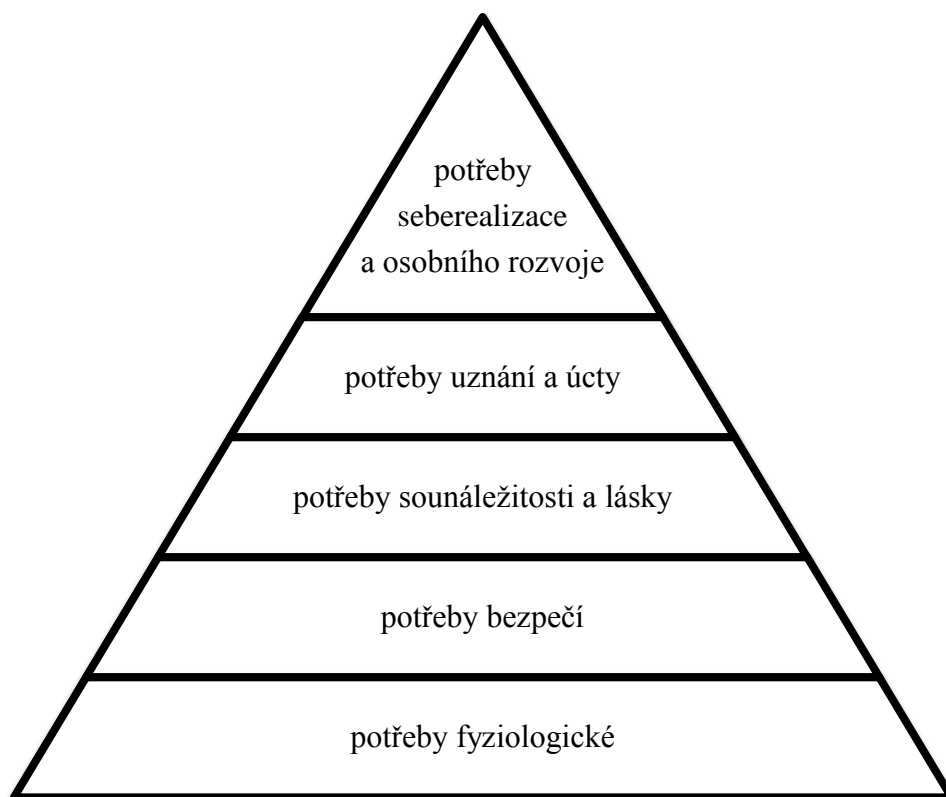 potřeby
seberealizace
a osobního rozvoje
potřeby uznání a úcty
potřeby sounáležitosti a lásky
potřeby bezpečí
potřeby fyziologické